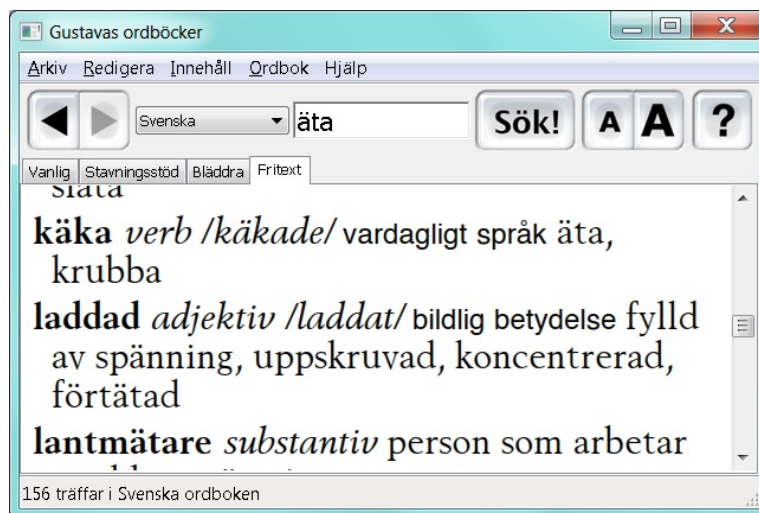 Gustavas ordböcker
Arkiv Redigera Innehåll Ordbok Hjälp
Svenska äta Sök! A A ?
Vanlig Stavningsstöd Bläddra Fritext
släta
käka verb /käkade/ vardagligt språk äta,
krubba
laddad adjektiv /laddat/ bildlig betydelse fylld
av spänning, uppskruvad, koncentrerad,
förtätad
lantmätare substantiv person som arbetar
156 träffar i Svenska ordboken